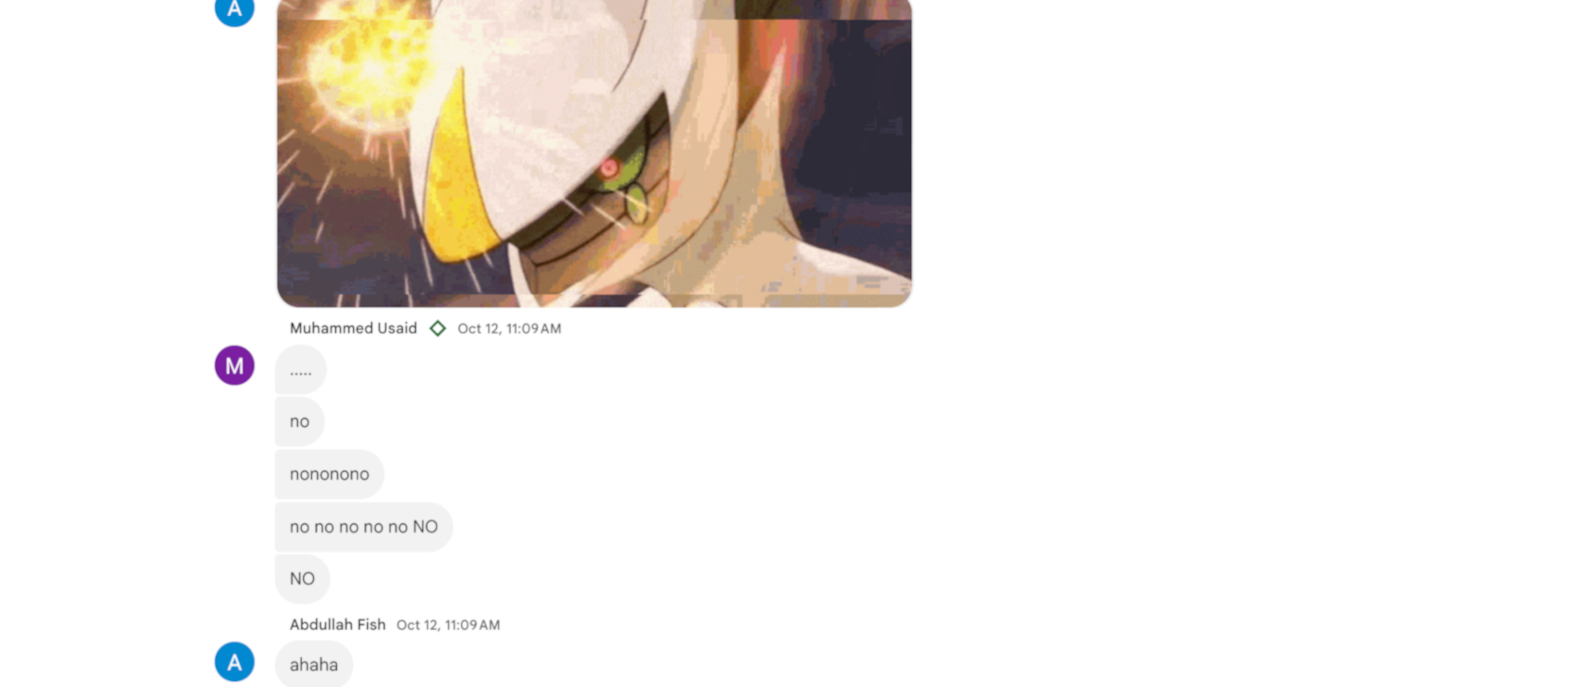 A
Muhammed Usaid Oct 12, 11:09 AM
M
.....
no
nononono
no no no no no NO
NO
Abdullah Fish Oct 12, 11:09 AM
A
ahaha